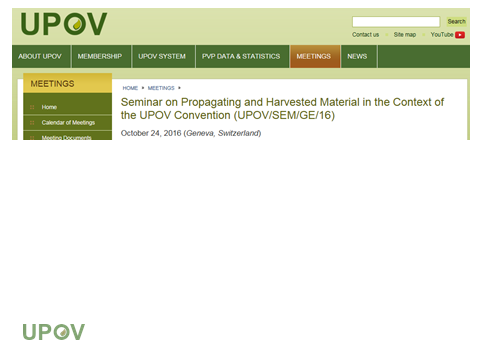 UPOV
Search
Contact us
Site map
YouTube
ABOUT UPOV
MEMBERSHIP
UPOV SYSTEM
PVP DATA & STATISTICS
MEETINGS
NEWS
MEETINGS
Home
Calendar of Meetings
Meeting Documents
HOME MEETINGS
Seminar on Propagating and Harvested Material in the Context of
the UPOV Convention (UPOV/SEM/GE/16)
October 24, 2016 (Geneva, Switzerland)
UPOV